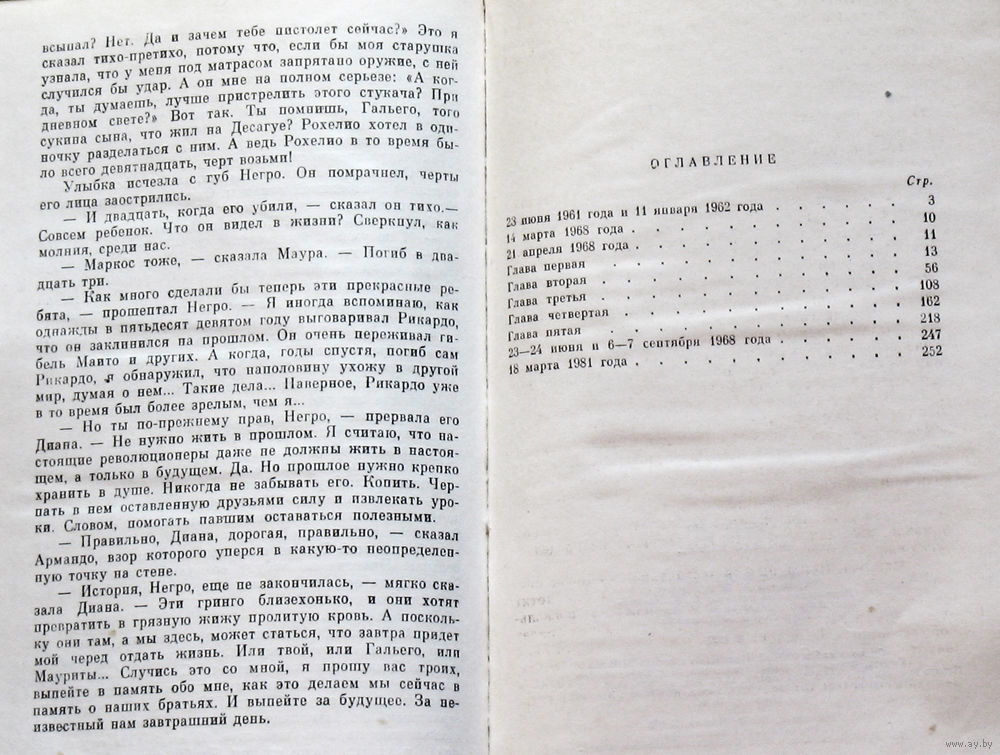 всыпал? Нет. Да и зачем тебе пистолет сейчас?» Это я
сказал тихо-претихо, потому что, если бы моя старушка
узнала, что у меня под матрасом запрятано оружие, с ней
случился бы удар. А он мне на полном серьезе: «А ког-
да, ты думаешь, лучше пристрелить этого стукача? При
дневном свете?» Вот так. Ты помнишь, Гальего, того
сукина сына, что жил на Десагуе? Рохелио хотел в оди-
ночку разделаться с ним. А ведь Рохелио в то время бы-
ло всего девятнадцать, черт возьми!
Улыбка исчезла с губ Негро. Он помрачнел, черты
его лица заострились.
— И двадцать, когда его убили, — сказал он тихо.—
Совсем ребенок. Что он видел в жизни? Сверкнул, как
молния, среди нас.
— Маркос тоже, — сказала Маура. — Погиб в два-
дцать три.
— Как много сделали бы теперь эти прекрасные ре-
бята, — прошептал Негро. — Я иногда вспоминаю, как
однажды в пятьдесят девятом году выговаривал Рикардо,
что он заклинился на прошлом. Он очень переживал ги-
бель Маито и других. А когда, годы спустя, погиб сам
Рикардо, я обнаружил, что наполовину ухожу в другой
мир, думая о нем... Такие дела... Наверное, Рикардо уже
в то время был более зрелым, чем я...
— Но ты по-прежнему прав, Негро, — прервала его
Диана. — Не нужно жить в прошлом. Я считаю, что на-
стоящие революционеры даже не должны жить в настоя-
щем, а только в будущем. Да. Но прошлое нужно крепко
хранить в душе. Никогда не забывать его. Копить. Чер-
пать в нем оставленную друзьями силу и извлекать уро-
ки. Словом, помогать павшим оставаться полезными.
— Правильно, Диана, дорогая, правильно, — сказал
Армандо, взор которого уперся в какую-то неопределен-
ную точку на стене.
— История, Негро, еще не закончилась, — мягко ска-
зала Диана. — Эти гринго близехонько, и они хотят
превратить в грязную жижу пролитую кровь. А посколь-
ку они там, а мы здесь, может статься, что завтра придет
мой черед отдать жизнь. Или твой, или Гальего, или
Мауриты... Случись это со мной, я прошу вас троих,
выпейте в память обо мне, как это делаем мы сейчас в
память о наших братьях. И выпейте за будущее. За не-
известный нам завтрашний день.
ОГЛАВЛЕНИЕ
Стр.
23 июня 1961 года и 11 января 1962 года . . . . . . 3
14 марта 1968 года . . . . . . . . . . . . 10
21 апреля 1968 года . . . . . . . . . . . . 11
Глава первая . . . . . . . . . . . . 13
Глава вторая . . . . . . . . . . . . 56
Глава третья . . . . . . . . . . . . 108
Глава четвертая . . . . . . . . . . . . 162
Глава пятая . . . . . . . . . . . . 218
23—24 июня и 6—7 сентября 1968 года . . . . . . 247
18 марта 1981 года . . . . . . . . . . . . 252
www.ay.by